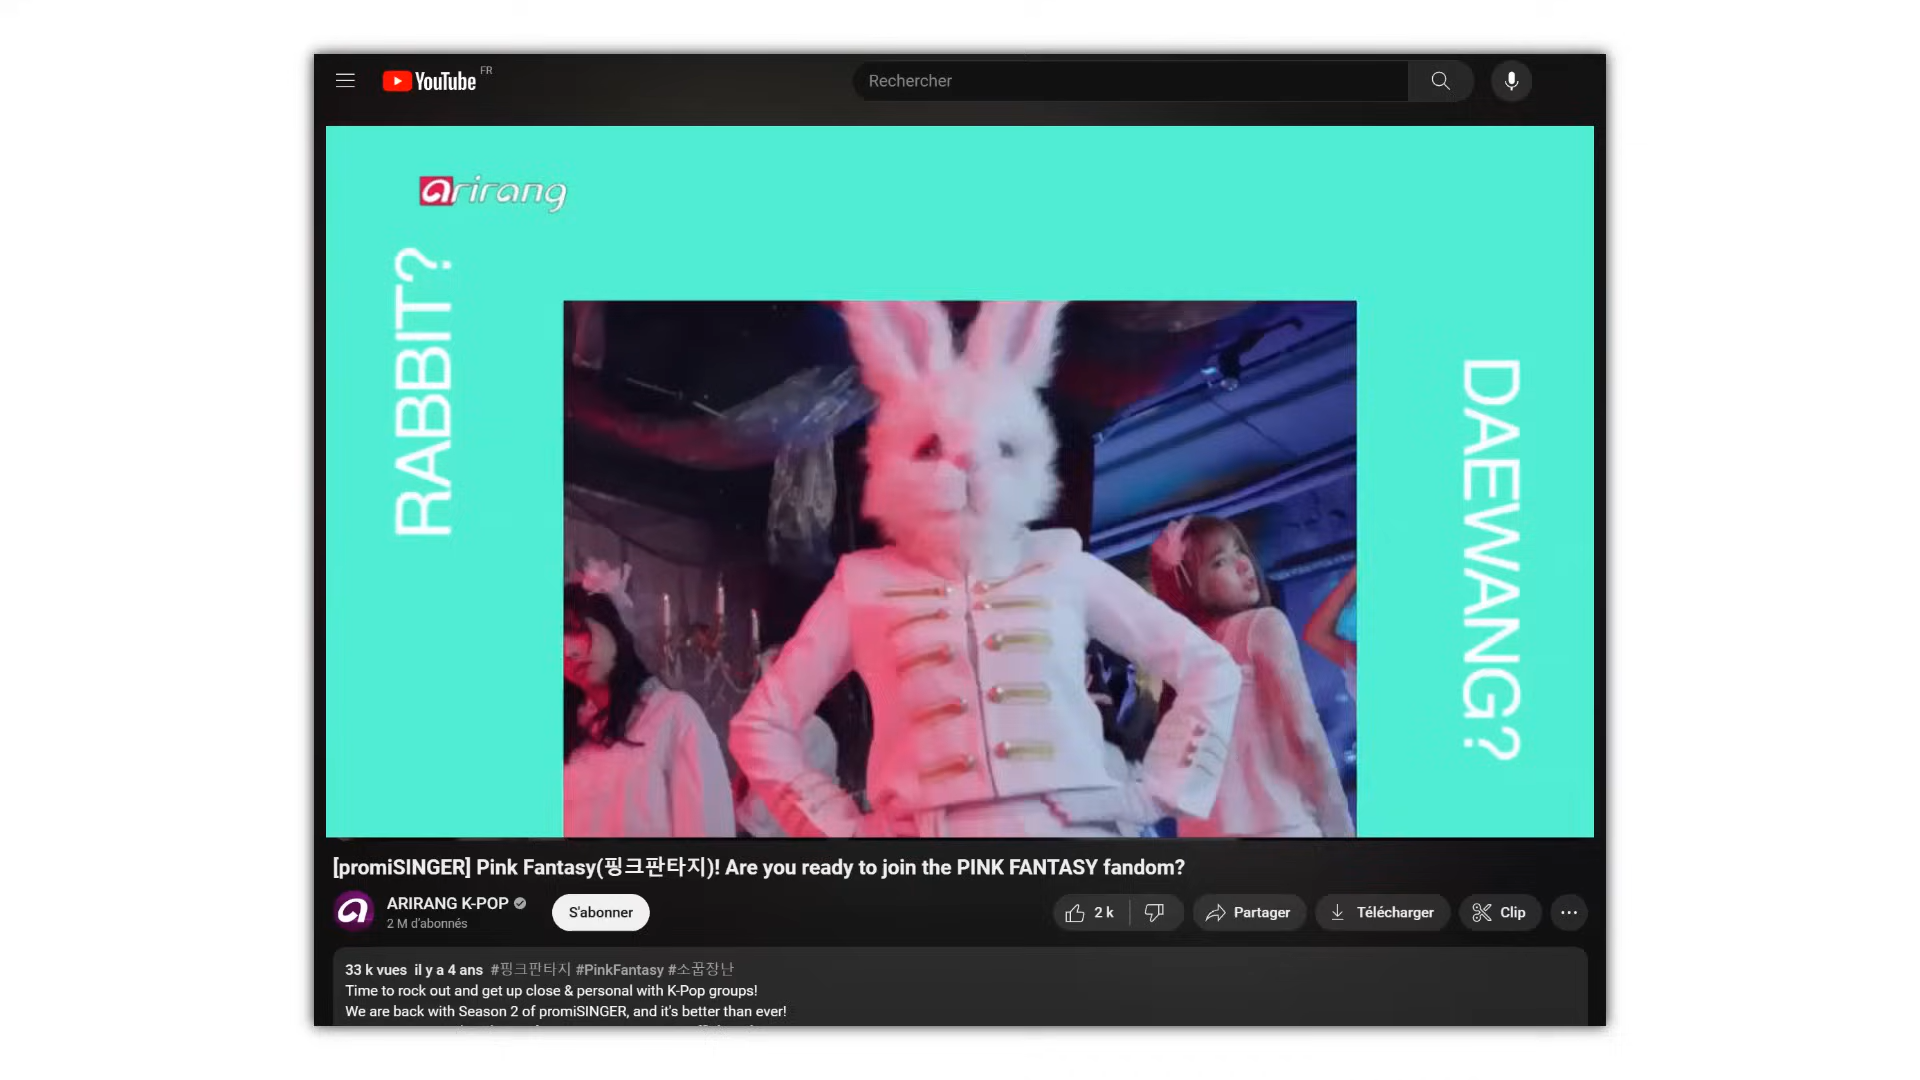 YouTube FR
Rechercher
arirang
RABBIT?
DAEWANG?
[promiSINGER] Pink Fantasy(핑크판타지)! Are you ready to join the PINK FANTASY fandom?
ARIRANG K-POP
2 M d'abonnés
S'abonner
2 k
Partager
Télécharger
Clip
33 k vues il y a 4 ans #핑크판타지 #PinkFantasy #소꿉장난
Time to rock out and get up close & personal with K-Pop groups!
We are back with Season 2 of promiSINGER, and it's better than ever!